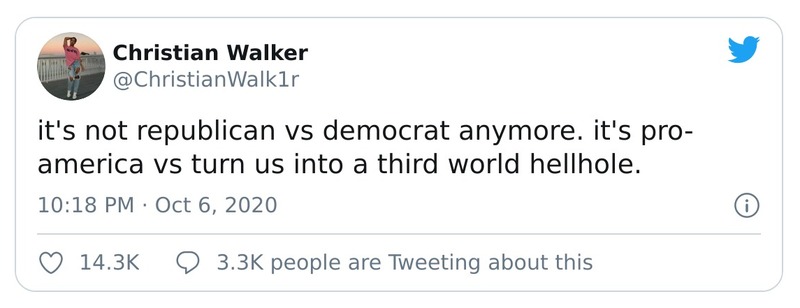 Christian Walker
@ChristianWalk1r
it's not republican vs democrat anymore. it's pro-
america vs turn us into a third world hellhole.
10:18 PM · Oct 6, 2020
14.3K 3.3K people are Tweeting about this